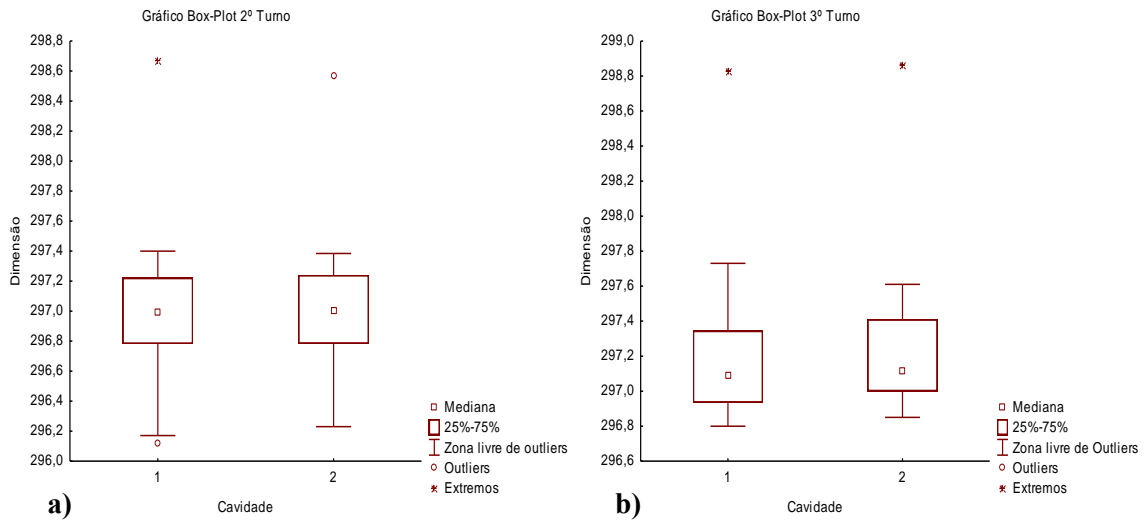 Gráfico Box-Plot 2º Turno
298,8
298,6
298,4
298,2
298,0
297,8
297,6
297,4
297,2
297,0
296,8
296,6
296,4
296,2
296,0
Dimensão
1
2
Cavidade
Mediana
25%-75%
Zona livre de outliers
Outliers
Extremos
a)
Gráfico Box-Plot 3º Turno
299,0
298,8
298,6
298,4
298,2
298,0
297,8
297,6
297,4
297,2
297,0
296,8
296,6
Dimensão
1
2
Cavidade
Mediana
25%-75%
Zona livre de Outliers
Outliers
Extremos
b)